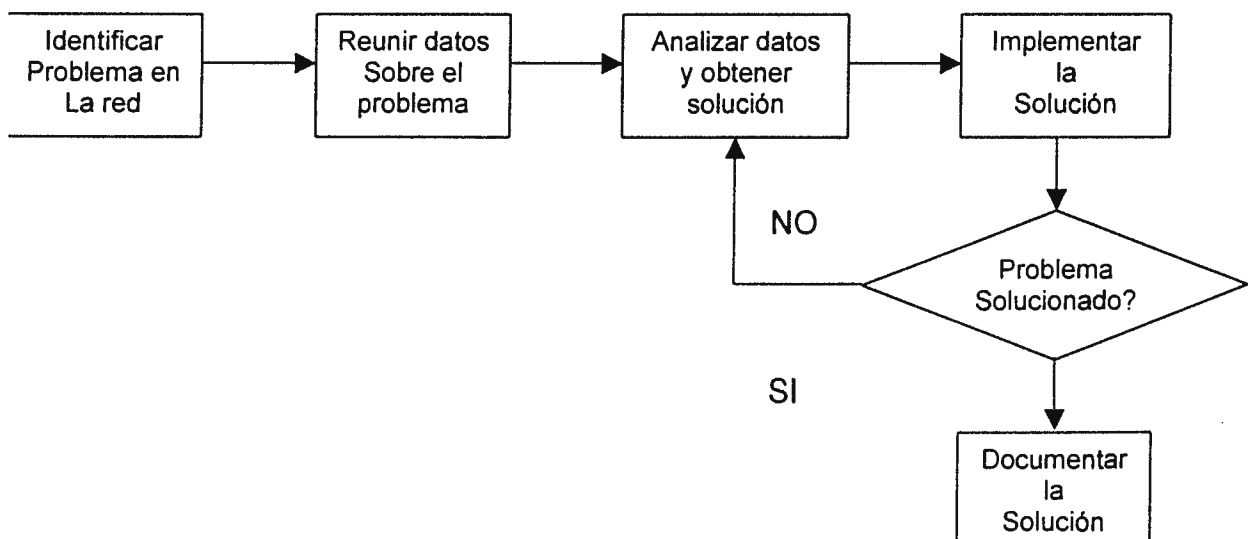 Identificar
Problema en
La red
Reunir datos
Sobre el
problema
Analizar datos
y obtener
solución
Implementar
la
Solución
NO
Problema
Solucionado?
SI
Documentar
la
Solución